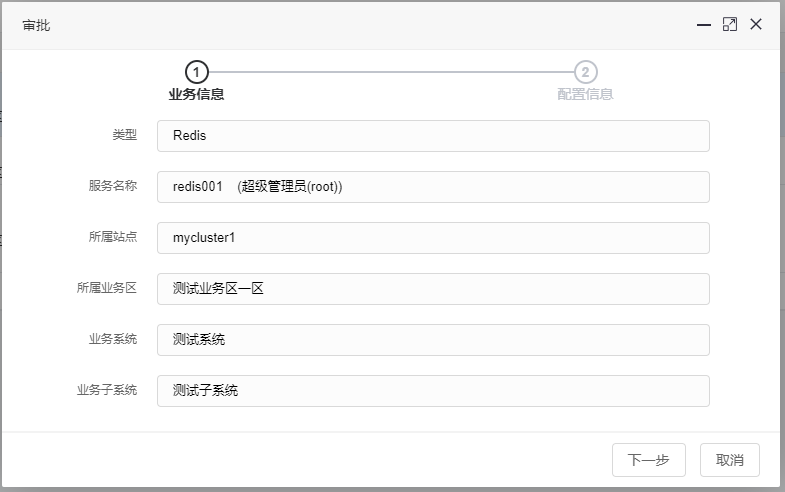 审批
1
2
业务信息
配置信息
类型
Redis
服务名称
redis001 (超级管理员(root))
所属站点
mycluster1
所属业务区
测试业务区一区
业务系统
测试系统
业务子系统
测试子系统
下一步
取消